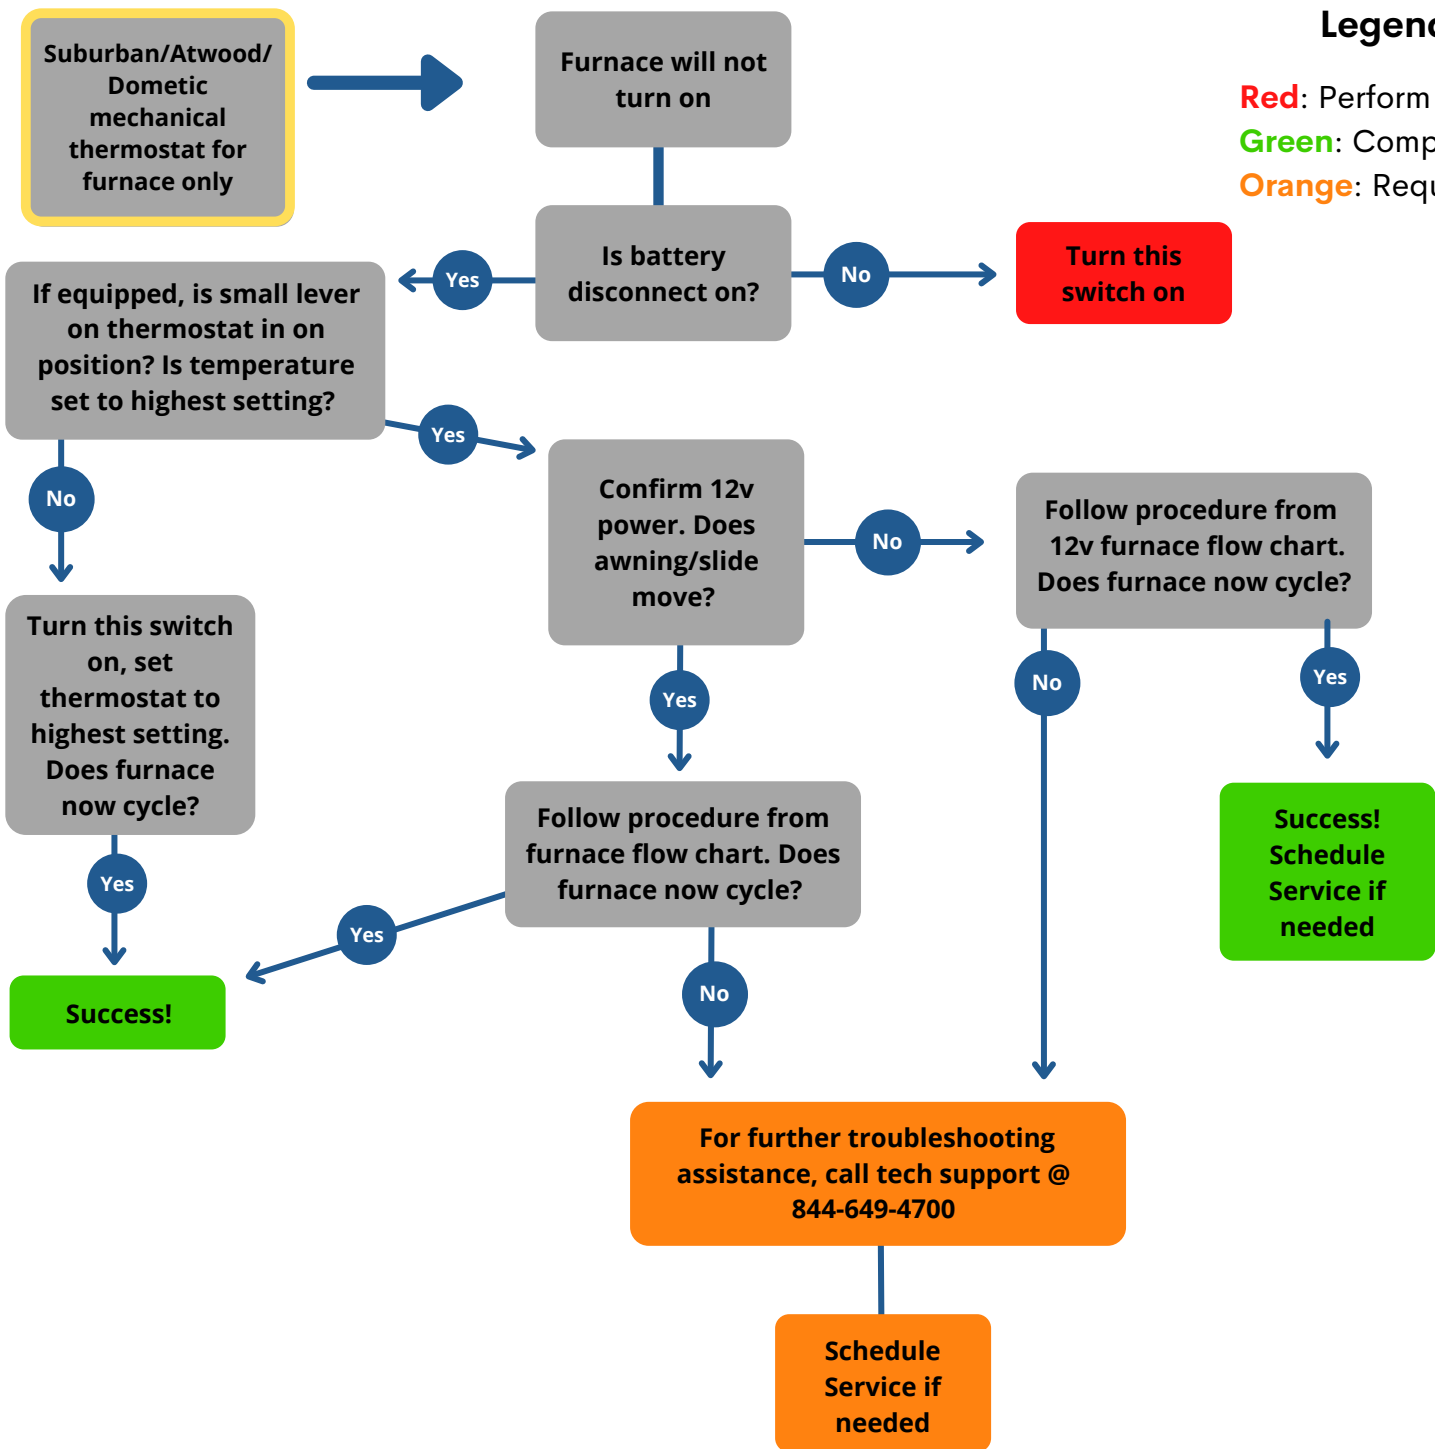 Suburban/Atwood/
Dometic
mechanical
thermostat for
furnace only
Furnace will not
turn on
Legend
Red: Perform
Green: Comp
Orange: Requ
Is battery
disconnect on?
Yes
No
Turn this
switch on
If equipped, is small lever
on thermostat in on
position? Is temperature
set to highest setting?
Yes
No
Confirm 12v
power. Does
awning/slide
move?
No
Follow procedure from
12v furnace flow chart.
Does furnace now cycle?
Turn this switch
on, set
thermostat to
highest setting.
Does furnace
now cycle?
Yes
No
Yes
Follow procedure from
furnace flow chart. Does
furnace now cycle?
Success!
Schedule
Service if
needed
Yes
Yes
No
Success!
For further troubleshooting
assistance, call tech support @
844-649-4700
Schedule
Service if
needed